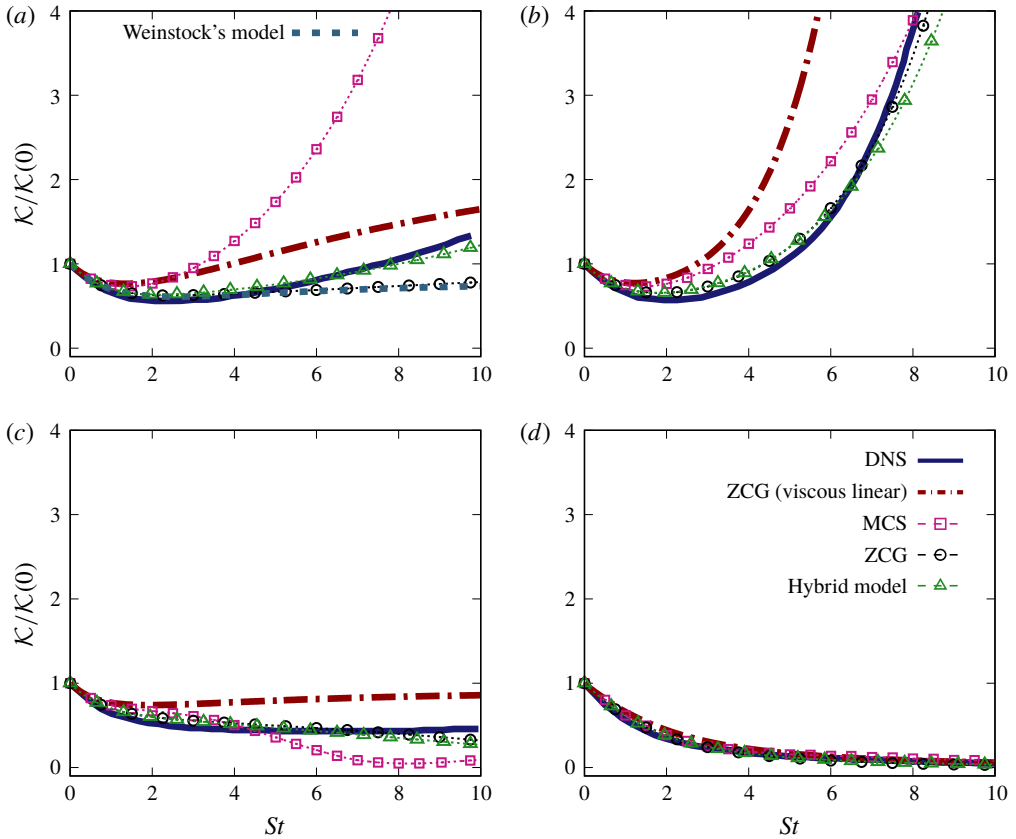 (a)
(b)
4
3
2
1
0
0 2 4 6 8 10
K/K(0)
Weinstock's model
4
3
2
1
0
0 2 4 6 8 10
(c)
(d)
4
3
2
1
0
0 2 4 6 8 10
K/K(0)
St
4
3
2
1
0
0 2 4 6 8 10
St
DNS
ZCG (viscous linear)
MCS
ZCG
Hybrid model